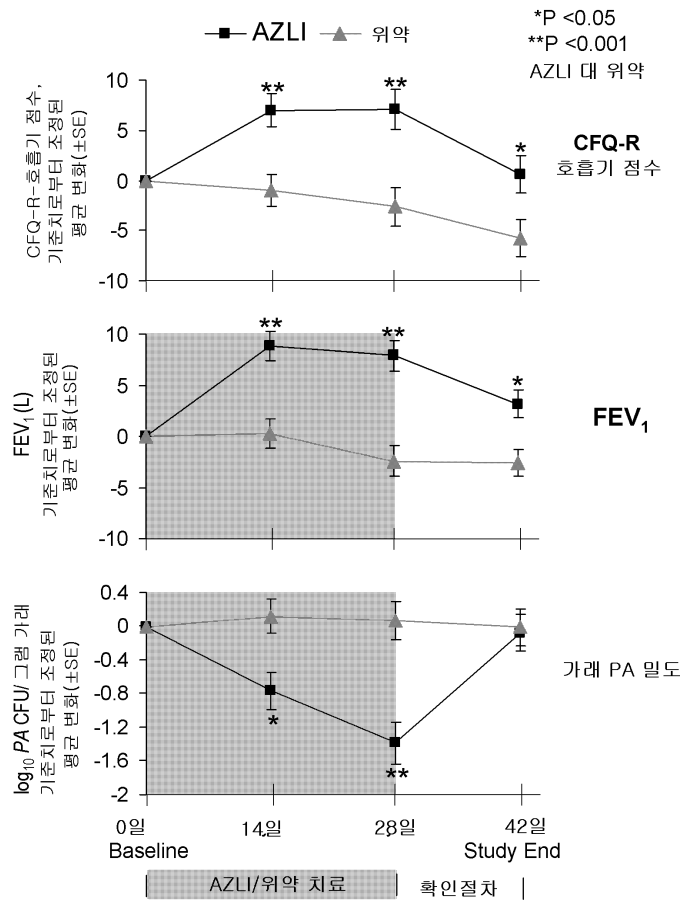 AZLI 위약
*P <0.05
**P <0.001
AZLI 대 위약
CFQ-R-호흡기 점수,
기준치로부터 조정된
평균 변화(±SE)
10
5
0
-5
-10
**
**
*
CFQ-R
호흡기 점수
FEV₁ (L)
기준치로부터 조정된
평균 변화(±SE)
10
5
0
-5
-10
**
**
*
FEV₁
log₁₀ PA CFU/ 그램 가래
기준치로부터 조정된
평균 변화(±SE)
0.4
0
-0.4
-0.8
-1.2
-1.6
-2
*
**
가래 PA 밀도
0일 14일 28일 42일
Baseline Study End
AZLI/위약 치료 확인절차